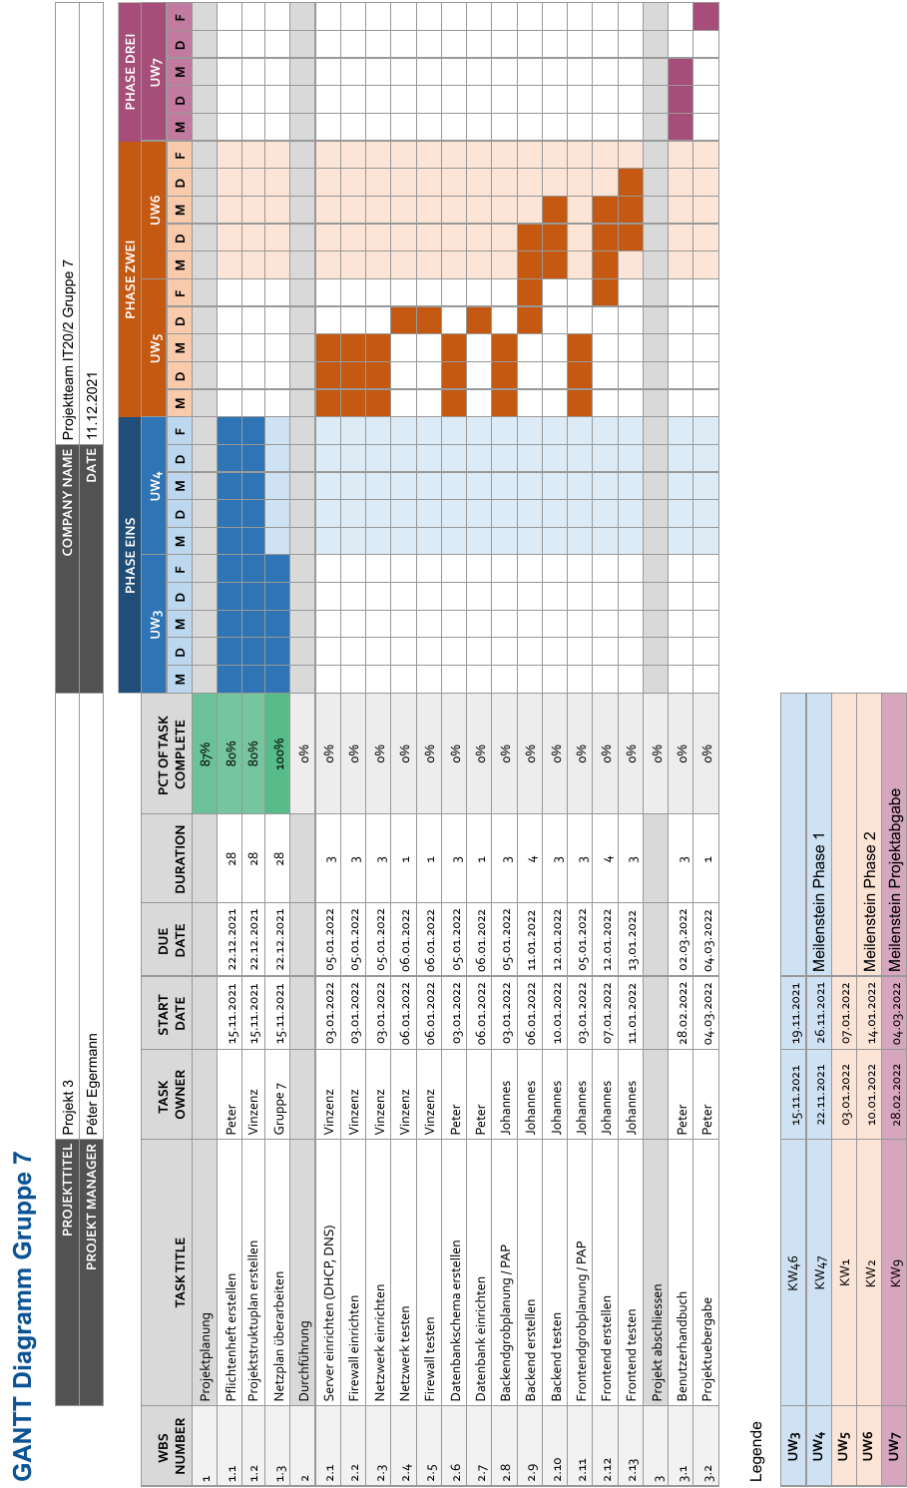 GANTT Diagramm Gruppe 7
PROJEKTTITEL Projekt 3 COMPANY NAME Projektteam IT20/2 Gruppe 7
PROJEKT MANAGER Péter Egermann DATE 11.12.2021
PHASE EINS PHASE ZWEI PHASE DREI
WBS NUMBER TASK TITLE TASK OWNER START DATE DUE DATE DURATION PCT OF TASK COMPLETE UW3 UW4 UW5 UW6 UW7
M D M D F M D M D F M D M D F M D M D F M D M D F
1 Projektplanung 87%
1.1 Pflichtenheft erstellen Peter 15.11.2021 22.12.2021 28 80%
1.2 Projektstruktuplan erstellen Vinzenz 15.11.2021 22.12.2021 28 80%
1.3 Netzplan überarbeiten Gruppe 7 15.11.2021 22.12.2021 28 100%
2 Durchführung 0%
2.1 Server einrichten (DHCP, DNS) Vinzenz 03.01.2022 05.01.2022 3 0%
2.2 Firewall einrichten Vinzenz 03.01.2022 05.01.2022 3 0%
2.3 Netzwerk einrichten Vinzenz 03.01.2022 05.01.2022 3 0%
2.4 Netzwerk testen Vinzenz 06.01.2022 06.01.2022 1 0%
2.5 Firewall testen Vinzenz 06.01.2022 06.01.2022 1 0%
2.6 Datenbankschema erstellen Peter 03.01.2022 05.01.2022 3 0%
2.7 Datenbank einrichten Peter 06.01.2022 06.01.2022 1 0%
2.8 Backendgrobplanung / PAP Johannes 03.01.2022 05.01.2022 3 0%
2.9 Backend erstellen Johannes 06.01.2022 11.01.2022 4 0%
2.10 Backend testen Johannes 10.01.2022 12.01.2022 3 0%
2.11 Frontendgrobplanung / PAP Johannes 03.01.2022 05.01.2022 3 0%
2.12 Frontend erstellen Johannes 07.01.2022 12.01.2022 4 0%
2.13 Frontend testen Johannes 11.01.2022 13.01.2022 3 0%
3 Projekt abschliessen 0%
3.1 Benutzerhandbuch Peter 28.02.2022 02.03.2022 3 0%
3.2 Projektuebergabe Peter 04.03.2022 04.03.2022 1 0%
Legende
UW3 KW46 15.11.2021 19.11.2021
UW4 KW47 22.11.2021 26.11.2021 Meilenstein Phase 1
UW5 KW1 03.01.2022 07.01.2022
UW6 KW2 10.01.2022 14.01.2022 Meilenstein Phase 2
UW7 KW9 28.02.2022 04.03.2022 Meilenstein Projektabgabe